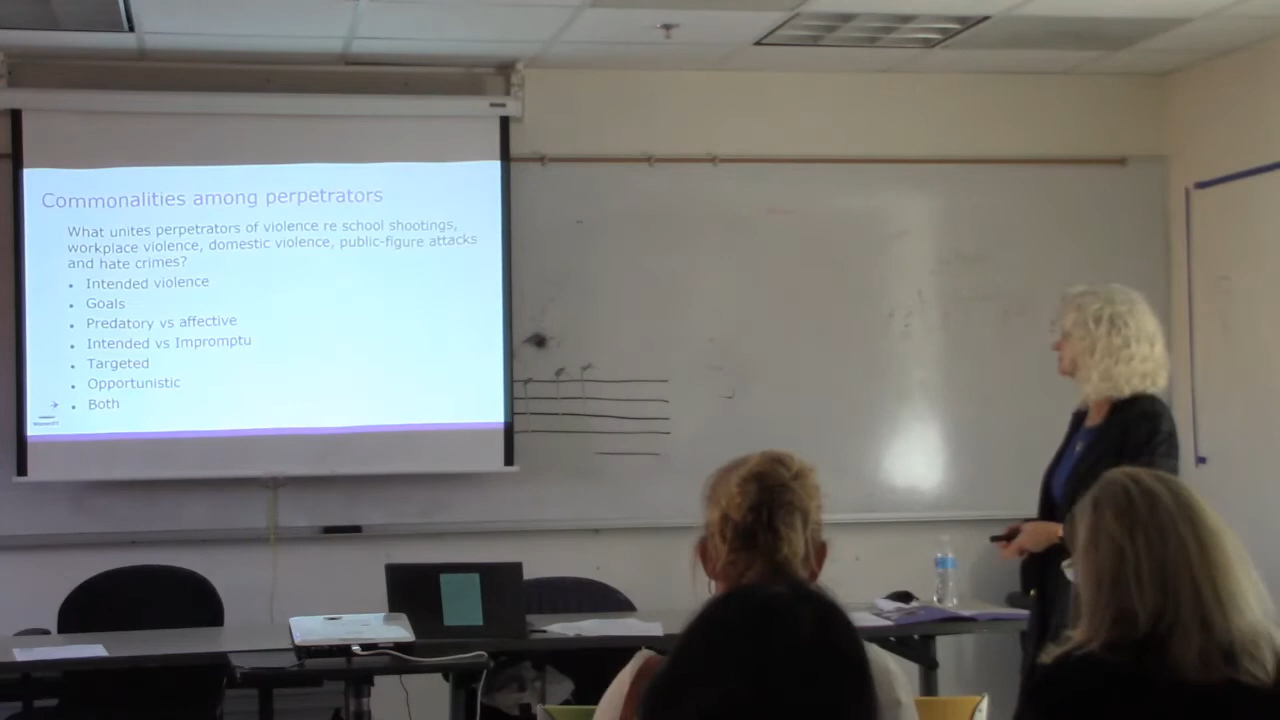 Commonalities among perpetrators
What unites perpetrators of violence re school shootings,
workplace violence, domestic violence, public-figure attacks
and hate crimes?
• Intended violence
• Goals
• Predatory vs affective
• Intended vs Impromptu
• Targeted
• Opportunistic
• Both